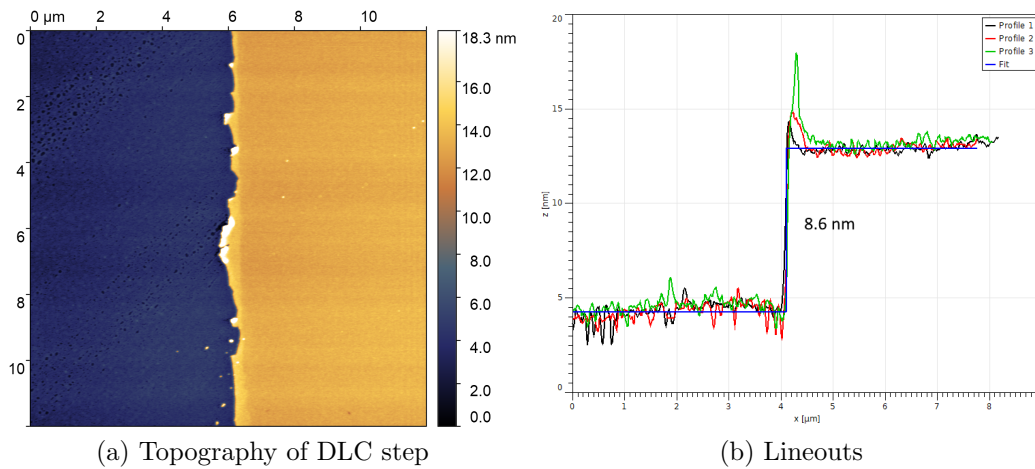 0 µm 2 4 6 8 10
0
2
4
6
8
10
18.3 nm
16.0
14.0
12.0
10.0
8.0
6.0
4.0
2.0
0.0
(a) Topography of DLC step
20
15
10
5
0
z [nm]
Profile 1
Profile 2
Profile 3
Fit
8.6 nm
0 1 2 3 4 5 6 7 8
x [µm]
(b) Lineouts